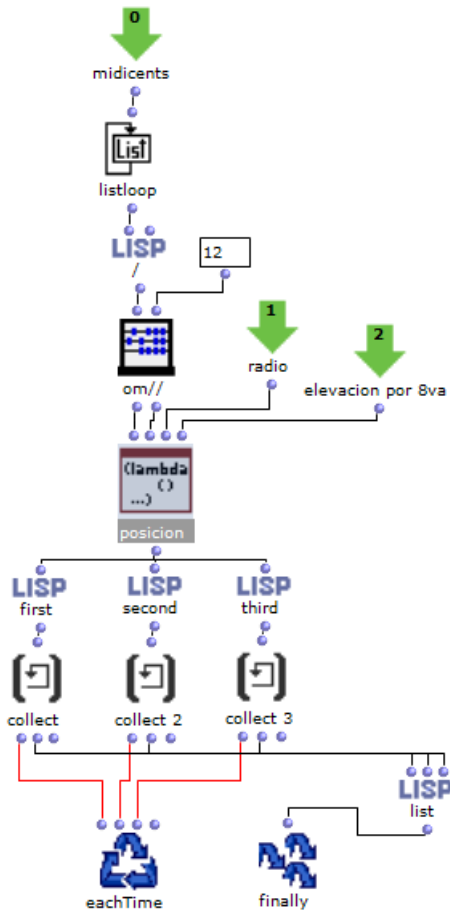 0
midicents
List
listloop
LISP
/
12
1
radio
2
elevacion por 8va
om//
(lambda
()
...)
posicion
LISP
first
LISP
second
LISP
third
collect
collect 2
collect 3
LISP
list
eachTime
finally